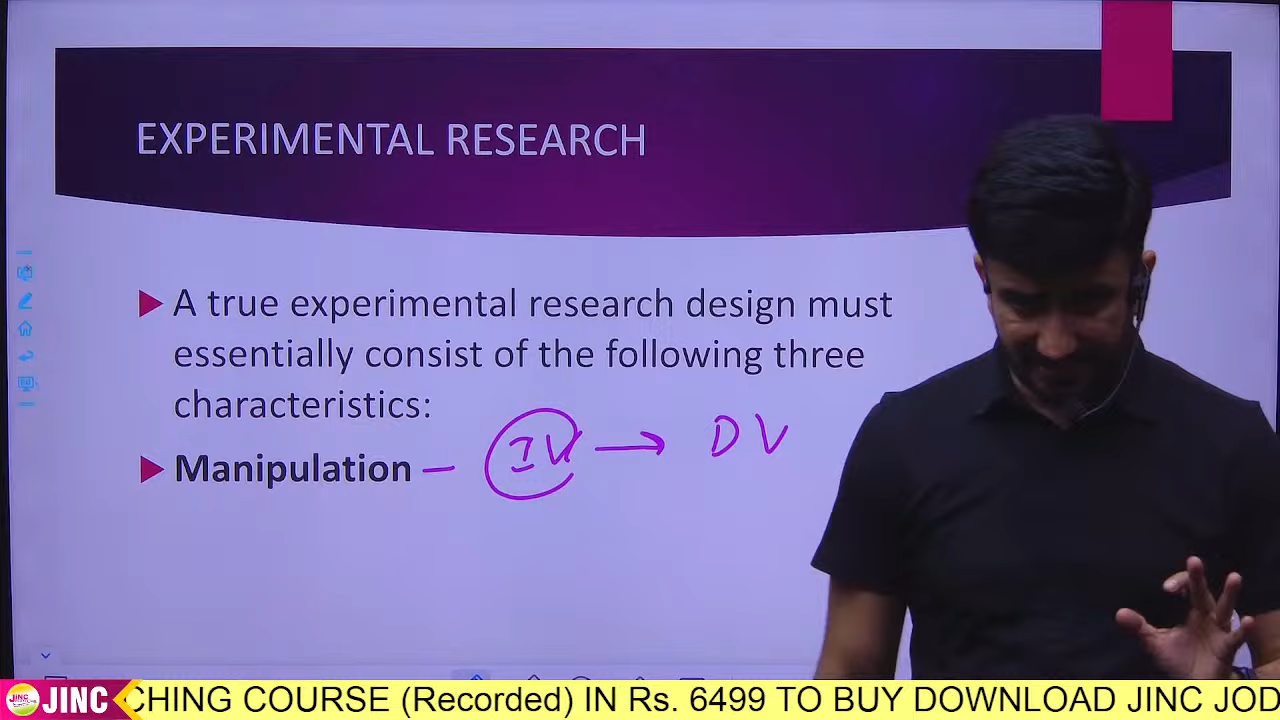 EXPERIMENTAL RESEARCH
A true experimental research design must
essentially consist of the following three
characteristics:
Manipulation – IV → DV
JINC CHING COURSE (Recorded) IN Rs. 6499 TO BUY DOWNLOAD JINC JOD